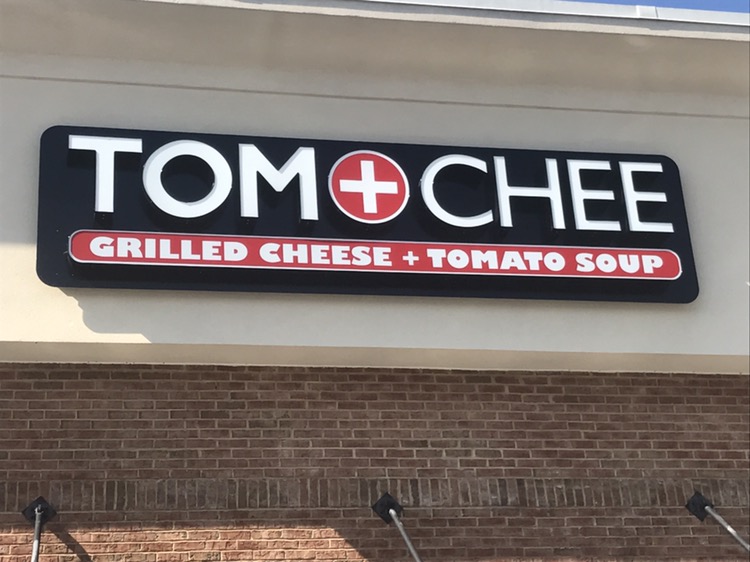 TOM+CHEE
GRILLED CHEESE + TOMATO SOUP